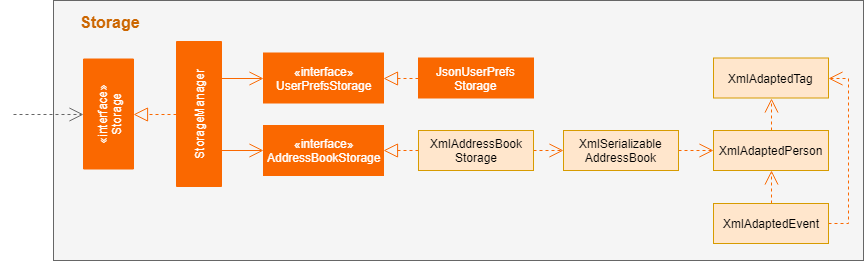 Storage
«interface»
Storage
StorageManager
«interface»
UserPrefsStorage
JsonUserPrefs
Storage
«interface»
AddressBookStorage
XmlAddressBook
Storage
XmlSerializable
AddressBook
XmlAdaptedTag
XmlAdaptedPerson
XmlAdaptedEvent